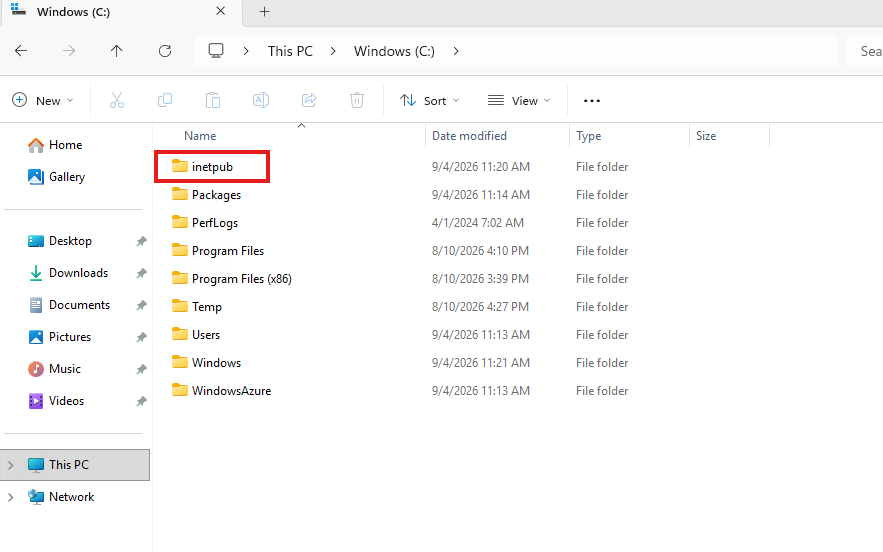 Windows (C:)
This PC > Windows (C:) >
Sea
New
Sort
View
Name Date modified Type Size
Home
Gallery
Desktop
Downloads
Documents
Pictures
Music
Videos
This PC
Network
inetpub 9/4/2026 11:20 AM File folder
Packages 9/4/2026 11:14 AM File folder
PerfLogs 4/1/2024 7:02 AM File folder
Program Files 8/10/2026 4:10 PM File folder
Program Files (x86) 8/10/2026 3:39 PM File folder
Temp 8/10/2026 4:27 PM File folder
Users 9/4/2026 11:13 AM File folder
Windows 9/4/2026 11:21 AM File folder
WindowsAzure 9/4/2026 11:13 AM File folder